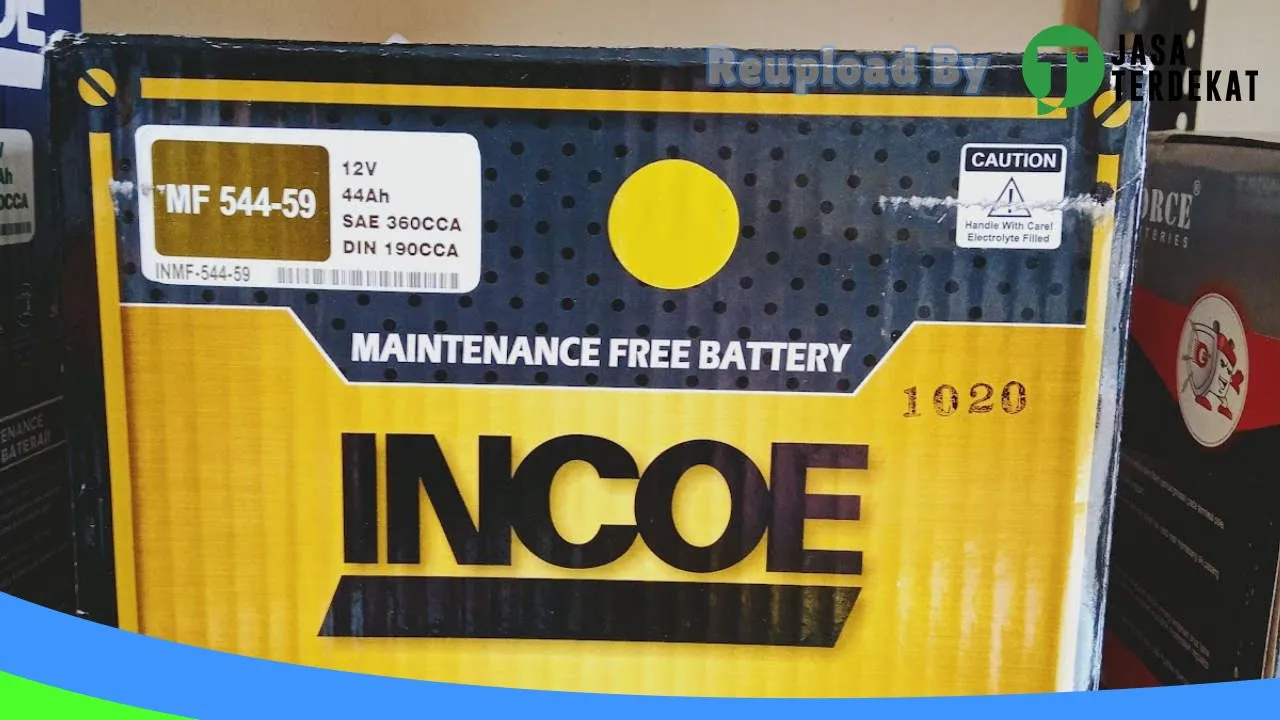 Reupload By
JASA
TERDEKAT
MF 544-59
12V
44Ah
SAE 360CCA
DIN 190CCA
INMF-544-59
CAUTION
Handle With Care!
Electrolyte Filled
MAINTENANCE FREE BATTERY
1020
INCOE